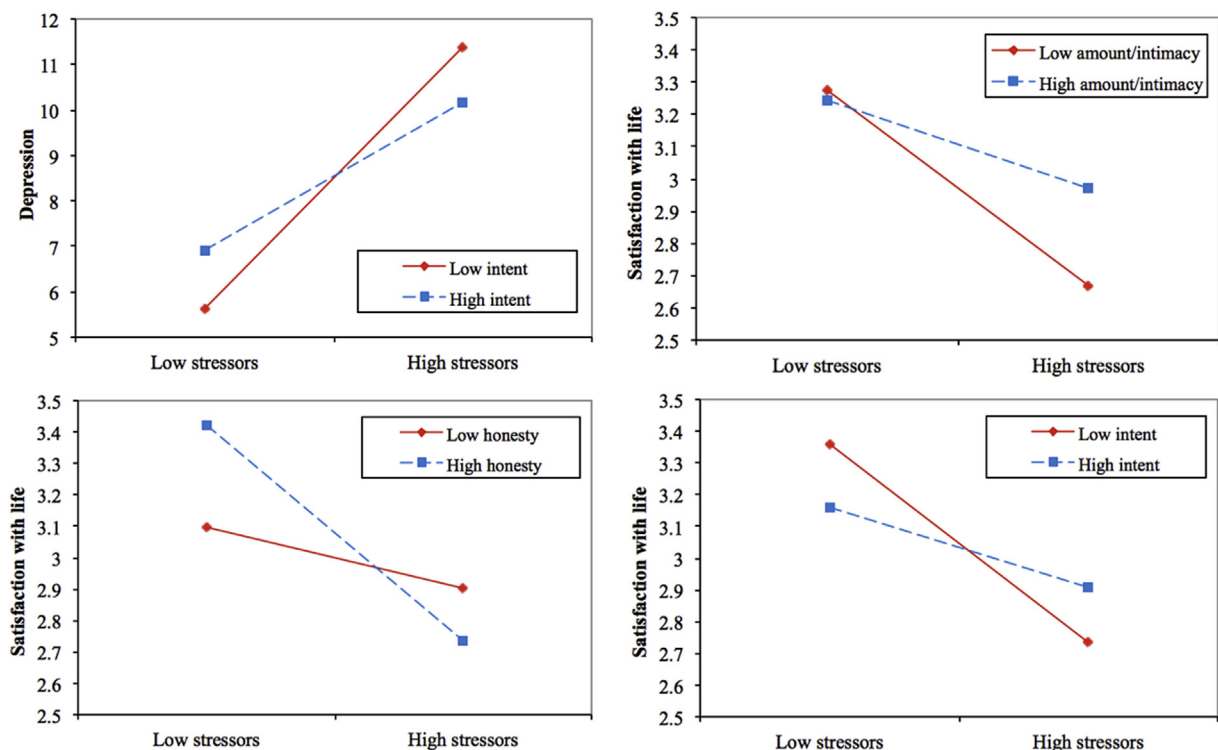 12
11
10
9
8
7
6
5
Depression
Low intent
High intent
Low stressors
High stressors
3.5
3.4
3.3
3.2
3.1
3
2.9
2.8
2.7
2.6
2.5
Satisfaction with life
Low amount/intimacy
High amount/intimacy
Low stressors
High stressors
3.5
3.4
3.3
3.2
3.1
3
2.9
2.8
2.7
2.6
2.5
Satisfaction with life
Low honesty
High honesty
Low stressors
High stressors
3.5
3.4
3.3
3.2
3.1
3
2.9
2.8
2.7
2.6
2.5
Satisfaction with life
Low intent
High intent
Low stressors
High stressors